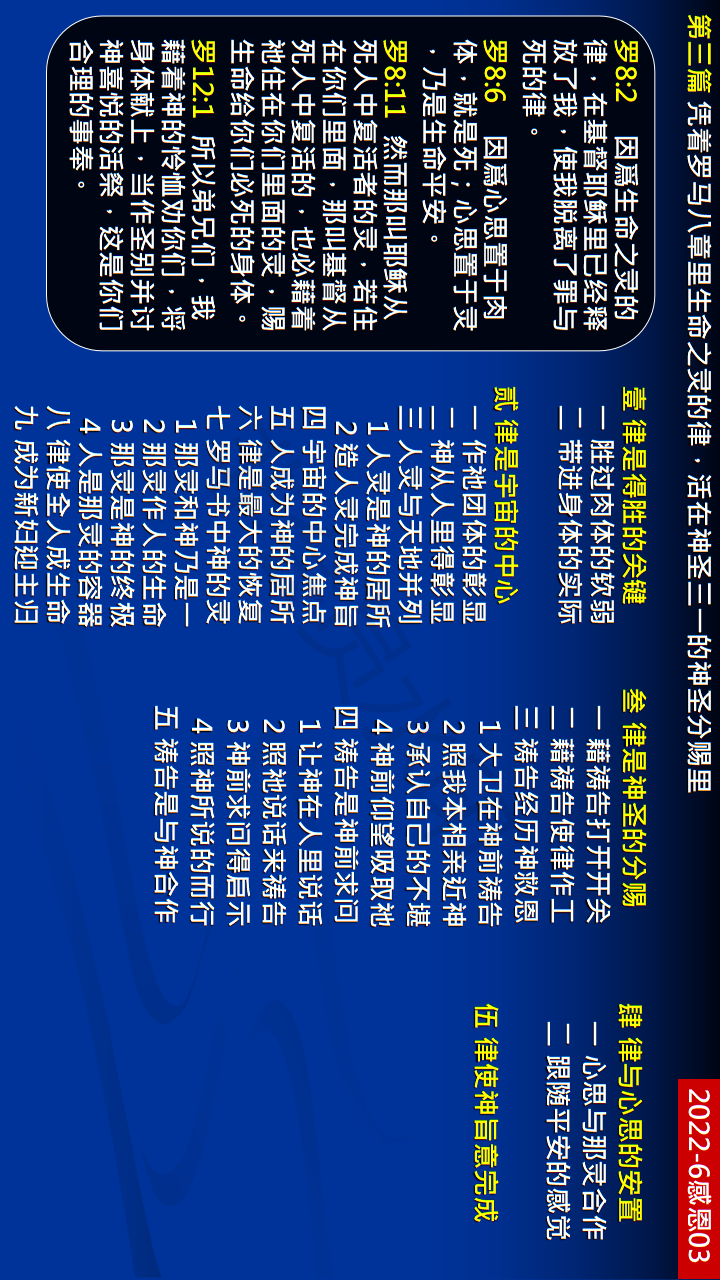 第三篇 凭着罗马八章里生命之灵的律，活在神圣三一的神圣分赐里
2022-6感恩03
罗8:2 因爲生命之灵的
律，在基督耶稣里已经释
放了我，使我脱离了罪与
死的律。
罗8:6 因爲心思置于肉
体，就是死；心思置于灵
，乃是生命平安。
罗8:11 然而那叫耶稣从
死人中复活者的灵，若住
在你们里面，那叫基督从
死人中复活的，也必藉着
祂住在你们里面的灵，赐
生命给你们必死的身体。
罗12:1 所以弟兄们，我
藉着神的怜恤劝你们，将
身体献上，当作圣别并讨
神喜悦的活祭，这是你们
合理的事奉。
壹 律是得胜的关键
一 胜过肉体的软弱
二 带进身体的实际
贰 律是宇宙的中心
一 作祂团体的彰显
二 神从人里得彰显
三 人灵与天地并列
1 人灵是神的居所
2 造人灵完成神旨
四 宇宙的中心焦点
五 人成为神的居所
六 律是最大的恢复
七 罗马书中神的灵
1 那灵和神乃是一
2 那灵作人的生命
3 那灵是神的终极
4 人是那灵的容器
八 律使全人成生命
九 成为新妇迎主归
叁 律是神圣的分赐
一 藉祷告打开开关
二 藉祷告使律作工
三 祷告经历神救恩
1 大卫在神前祷告
2 照我本相亲近神
3 承认自己的不堪
4 神前仰望吸取祂
四 祷告是神前求问
1 让神在人里说话
2 照祂说话来祷告
3 神前求问得启示
4 照神所说的而行
五 祷告是与神合作
肆 律与心思的安置
一 心思与那灵合作
二 跟随平安的感觉
伍 律使神旨意完成